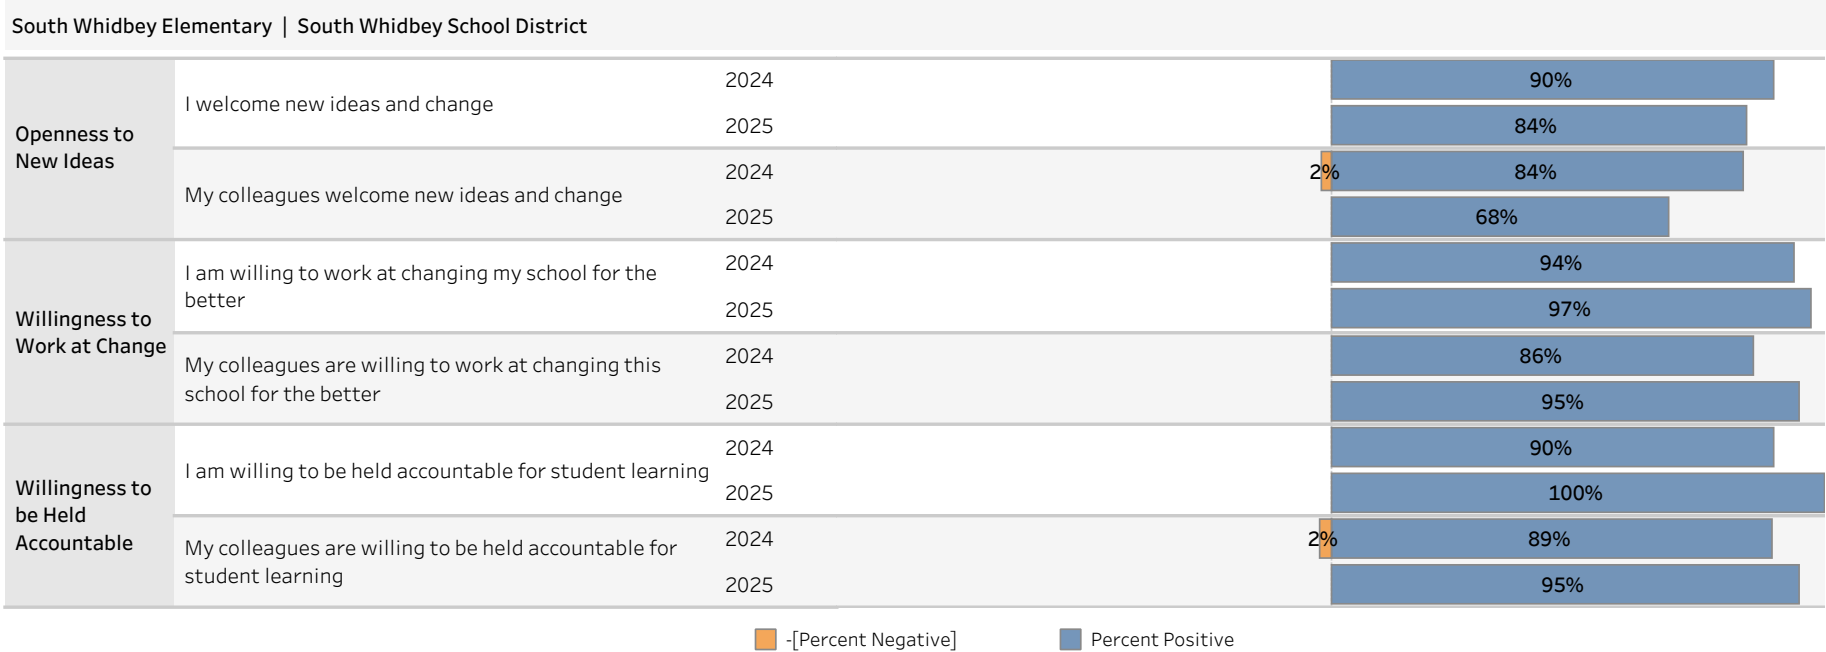 South Whidbey Elementary | South Whidbey School District
Openness to
New Ideas
I welcome new ideas and change
2024
90%
2025
84%
My colleagues welcome new ideas and change
2024
2%
84%
2025
68%
Willingness to
Work at Change
I am willing to work at changing my school for the
better
2024
94%
2025
97%
My colleagues are willing to work at changing this
school for the better
2024
86%
2025
95%
Willingness to
be Held
Accountable
I am willing to be held accountable for student learning
2024
90%
2025
100%
My colleagues are willing to be held accountable for
student learning
2024
2%
89%
2025
95%
-[Percent Negative]
Percent Positive